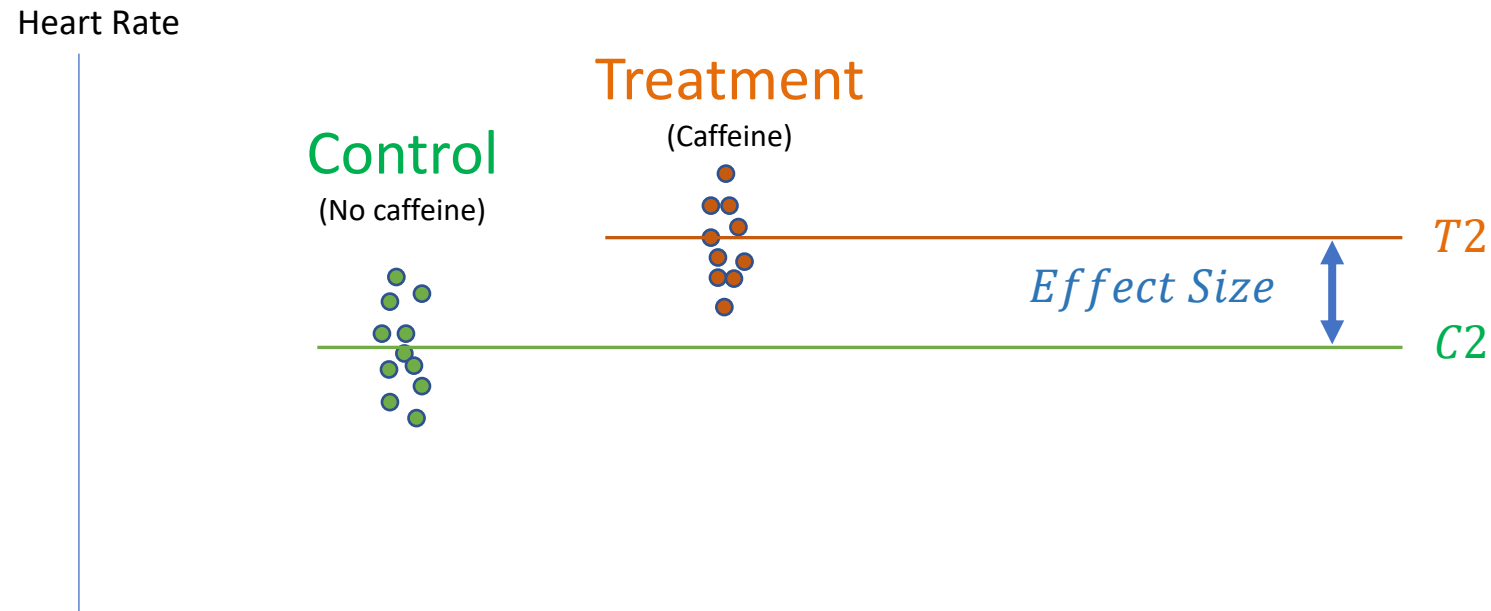 Heart Rate
Treatment
(Caffeine)
Control
(No caffeine)
T2
Effect Size
C2